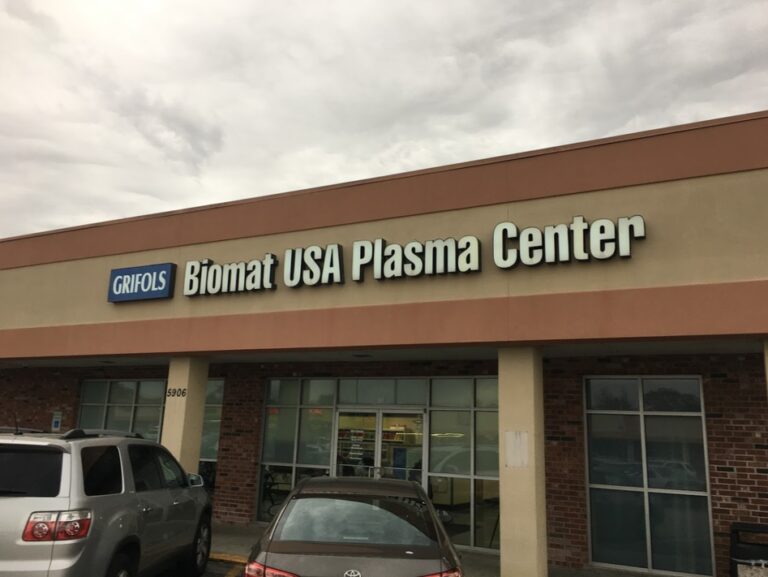 GRIFOLS Biomat USA Plasma Center
5906